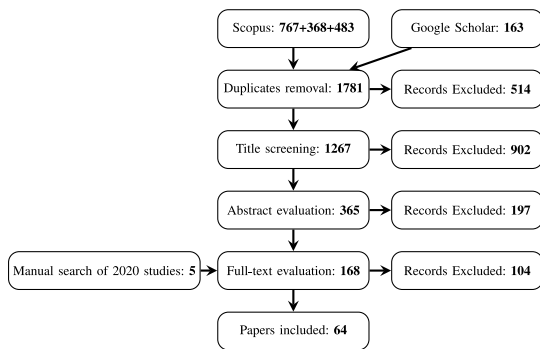 Scopus: 767+368+483
Google Scholar: 163
Duplicates removal: 1781
Records Excluded: 514
Title screening: 1267
Records Excluded: 902
Abstract evaluation: 365
Records Excluded: 197
Manual search of 2020 studies: 5
Full-text evaluation: 168
Records Excluded: 104
Papers included: 64